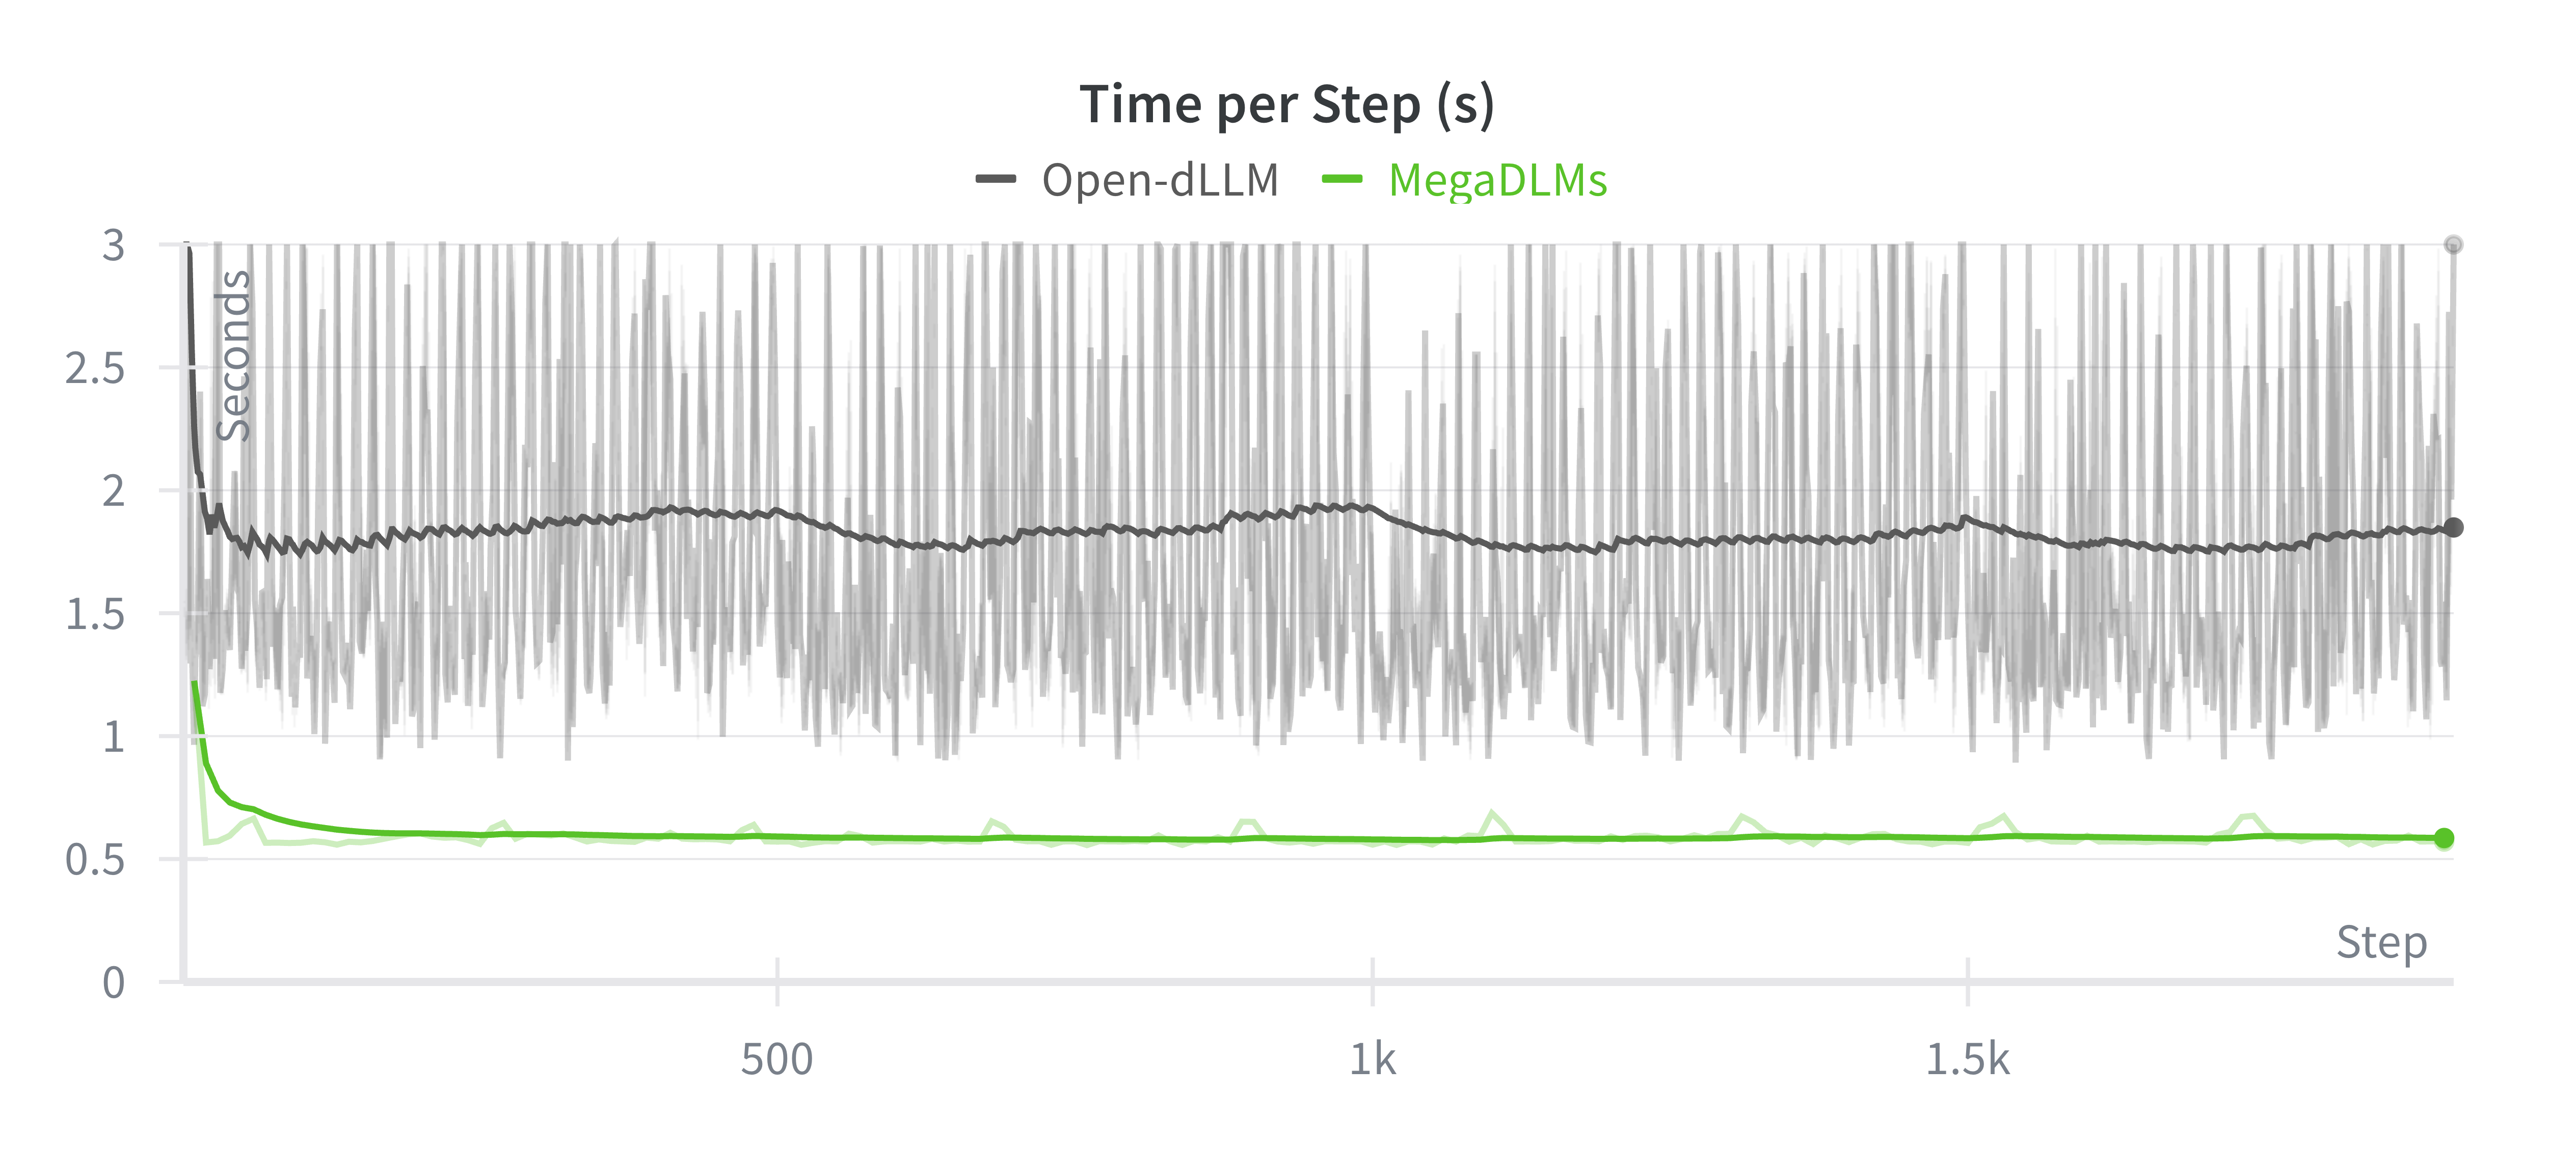 Time per Step (s)
Open-dLLM MegaDLMs
Seconds
3
2.5
2
1.5
1
0.5
0
Step
500 1k 1.5k